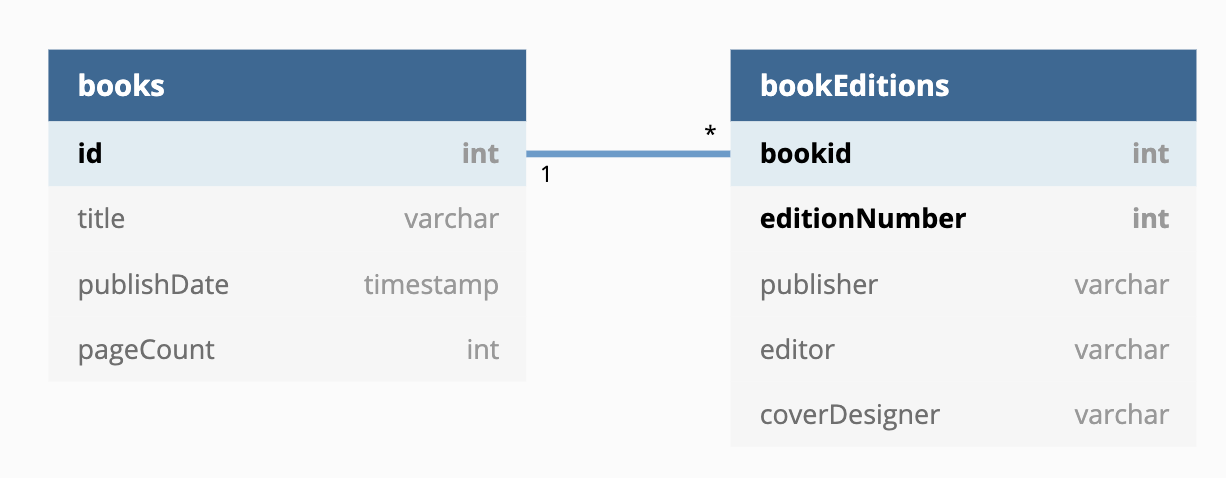 books
id int
title varchar
publishDate timestamp
pageCount int
1
*
bookEditions
bookid int
editionNumber int
publisher varchar
editor varchar
coverDesigner varchar